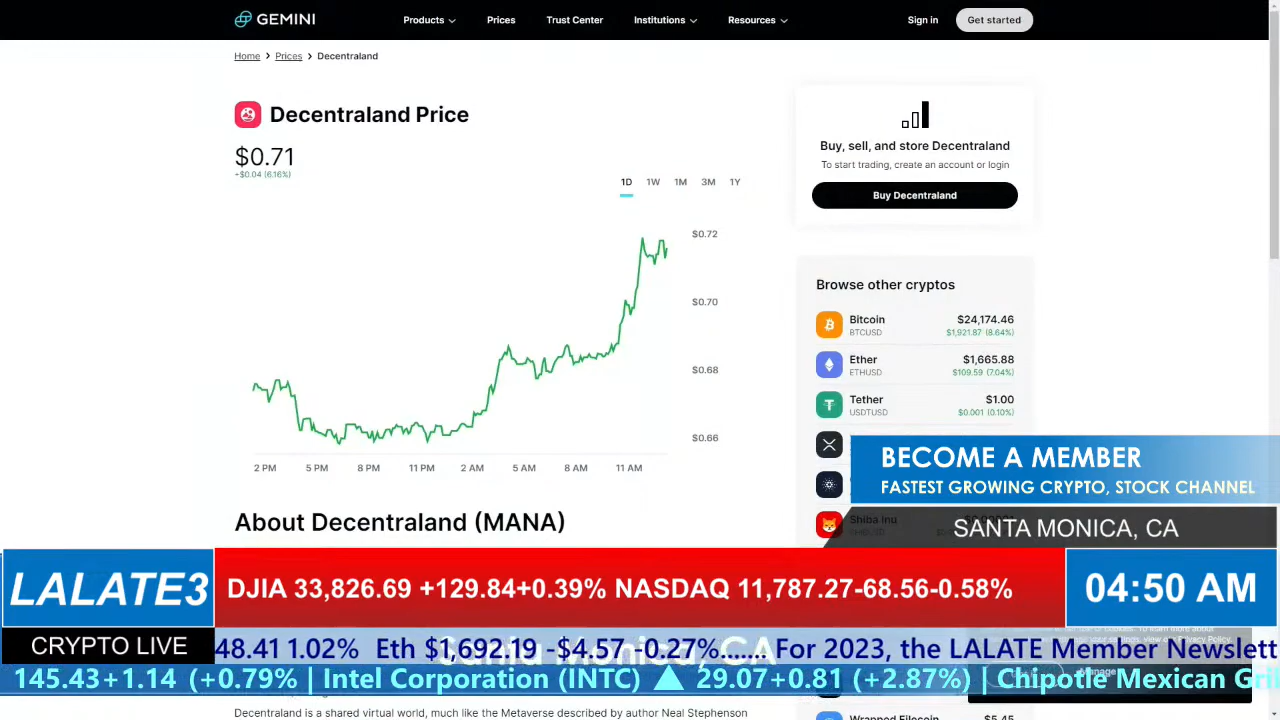 GEMINI
Products
Prices
Trust Center
Institutions
Resources
Sign in
Get started
Home > Prices > Decentraland
Decentraland Price
$0.71
+$0.04 (6.16%)
1D 1W 1M 3M 1Y
$0.72
$0.70
$0.68
$0.66
2 PM 5 PM 8 PM 11 PM 2 AM 5 AM 8 AM 11 AM
Buy, sell, and store Decentraland
To start trading, create an account or login
Buy Decentraland
Browse other cryptos
Bitcoin $24,174.46
BTCUSD $1,921.87 (8.64%)
Ether $1,665.88
ETHUSD $109.59 (7.04%)
Tether $1.00
USDTUSD $0.001 (0.10%)
Shiba Inu
BECOME A MEMBER
FASTEST GROWING CRYPTO, STOCK CHANNEL
SANTA MONICA, CA
About Decentraland (MANA)
LALATE3
DJIA 33,826.69 +129.84+0.39% NASDAQ 11,787.27-68.56-0.58%
04:50 AM
CRYPTO LIVE
48.41 1.02% Eth $1,692.19 -$4.57 -0.27%...... For 2023, the LALATE Member Newslett
Santa Monica, CA
145.43+1.14 (+0.79% | Intel Corporation (INTC) ▲ 29.07+0.81 (+2.87%) | Chipotle Mexican Gril
Manage
Decentraland is a shared virtual world, much like the Metaverse described by author Neal Stephenson
Wrapped Filecoin $5.45